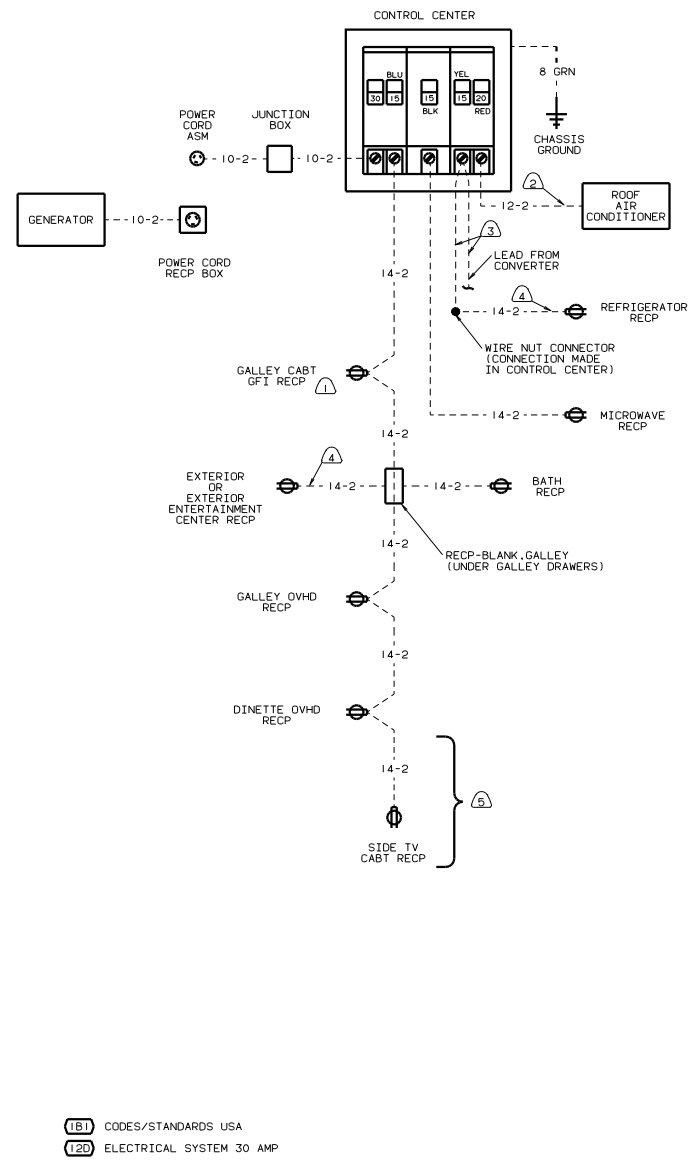 CONTROL CENTER
8 GRN
BLU
YEL
30
15
15
15
20
BLK
RED
POWER
CORD
ASM
JUNCTION
BOX
CHASSIS
GROUND
10-2
10-2
2
ROOF
AIR
CONDITIONER
12-2
GENERATOR
10-2
3
POWER CORD
RECP BOX
LEAD FROM
CONVERTER
14-2
4
14-2
REFRIGERATOR
RECP
WIRE NUT CONNECTOR
(CONNECTION MADE
IN CONTROL CENTER)
GALLEY CABT
GFI RECP
1
14-2
MICROWAVE
RECP
14-2
4
EXTERIOR
OR
EXTERIOR
ENTERTAINMENT
CENTER RECP
14-2
14-2
BATH
RECP
14-2
RECP-BLANK,GALLEY
(UNDER GALLEY DRAWERS)
GALLEY OVHD
RECP
14-2
DINETTE OVHD
RECP
14-2
5
SIDE TV
CABT RECP
1B1 CODES/STANDARDS USA
12D ELECTRICAL SYSTEM 30 AMP